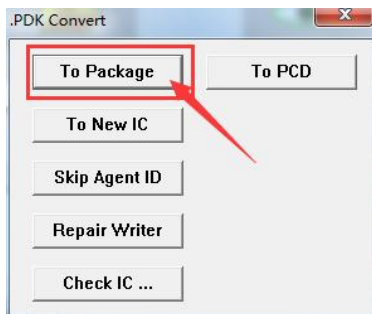 .PDK Convert
To Package
To PCD
To New IC
Skip Agent ID
Repair Writer
Check IC ...